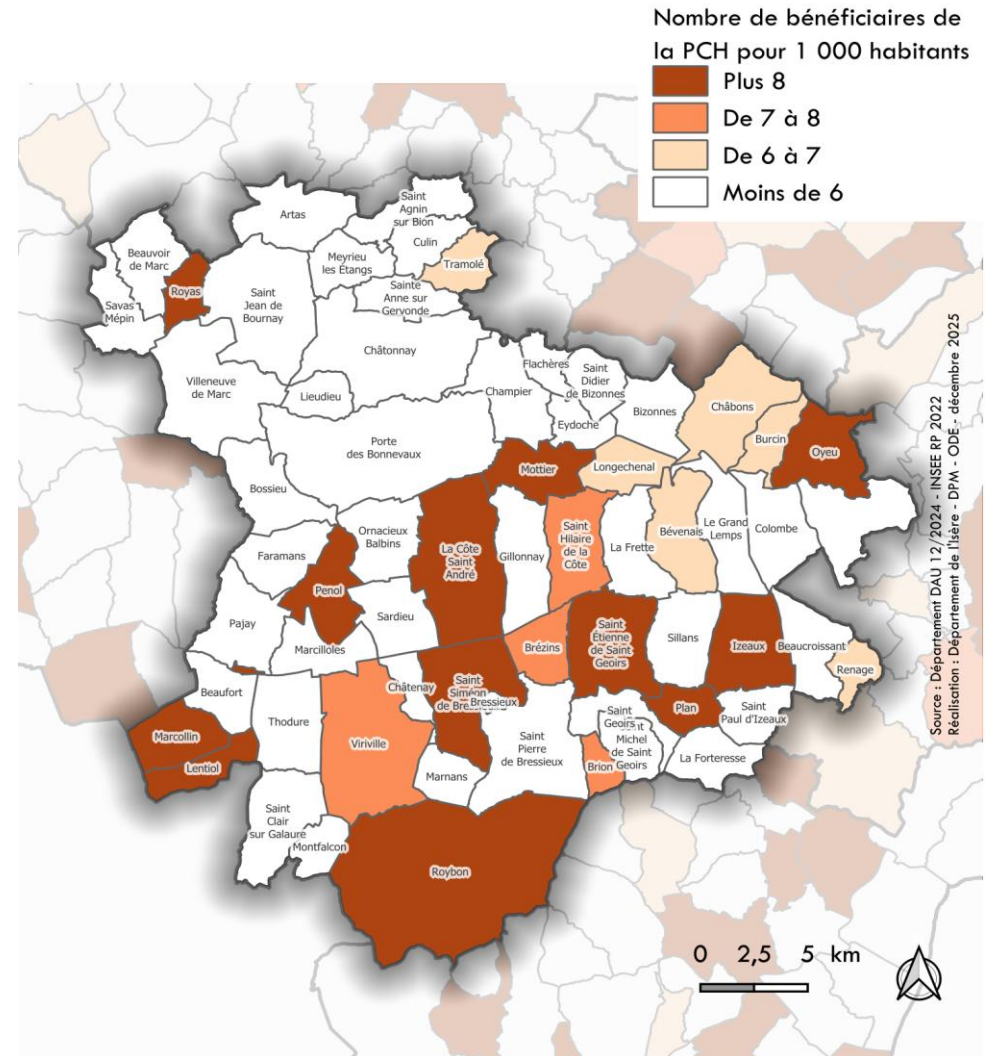 Nombre de bénéficiaires de
la PCH pour 1 000 habitants
Plus 8
De 7 à 8
De 6 à 7
Moins de 6
Artas
Saint
Agnin
sur Bion
Culin
Tramolé
Meyrieu
les Étangs
Beauvoir
de Marc
Royas
Savas
Mépin
Saint
Jean de
Bournay
Sainte
Anne sur
Gervonde
Châtonnay
Villeneuve
de Marc
Lieudieu
Champier
Flachères
Saint
Didier
de Bizonnes
Eydoche
Bizonnes
Châbons
Burcin
Oyeu
Porte
des Bonnevaux
Mottier
Longechenal
Bossieu
Ornacieux
Balbins
La Côte
Saint
André
Gillonnay
Saint
Hilaire
de la
Côte
La Frette
Bévenais
Le Grand
Lemps
Colombe
Faramans
Penol
Pajay
Sardieu
Marcilloles
Brézins
Saint
Étienne
de Saint
Geoirs
Sillans
Izeaux
Beaucroissant
Renage
Beaufort
Thodure
Châtenay
Saint
Siméon
de Bressieux
Bressieux
Viriville
Marcollin
Lentiol
Marnans
Saint
Pierre
de Bressieux
Saint
Geoirs
Saint
Michel
de Saint
Geoirs
Brion
Plan
Saint
Paul d'Izeaux
La Forteresse
Saint
Clair
sur Galaure
Montfalcon
Roybon
0 2,5 5 km
Source : Département DAU 12/2024 - INSEE RP 2022
Réalisation : Département de l'Isère - DPM - ODE - décembre 2025